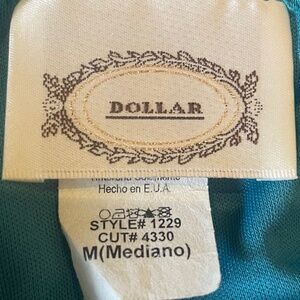 DOLLAR
Hecho en E.U.A.
STYLE# 1229
CUT# 4330
M(Mediano)